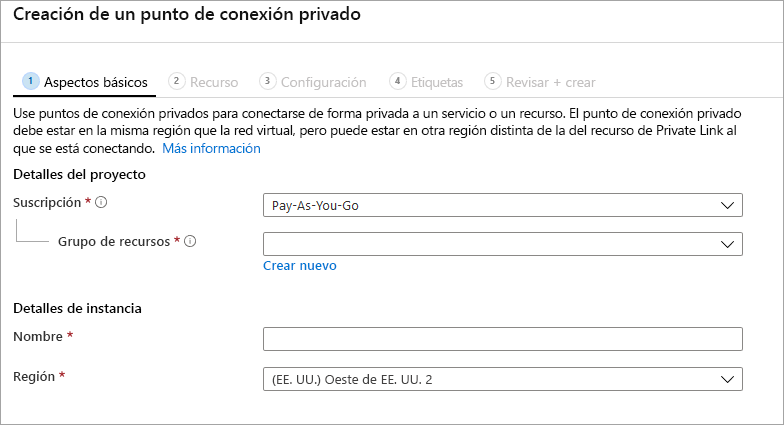 Creación de un punto de conexión privado
1 Aspectos básicos 2 Recurso 3 Configuración 4 Etiquetas 5 Revisar + crear
Use puntos de conexión privados para conectarse de forma privada a un servicio o un recurso. El punto de conexión privado
debe estar en la misma región que la red virtual, pero puede estar en otra región distinta de la del recurso de Private Link al
que se está conectando. Más información
Detalles del proyecto
Suscripción * Pay-As-You-Go
Grupo de recursos *
Crear nuevo
Detalles de instancia
Nombre *
Región * (EE. UU.) Oeste de EE. UU. 2